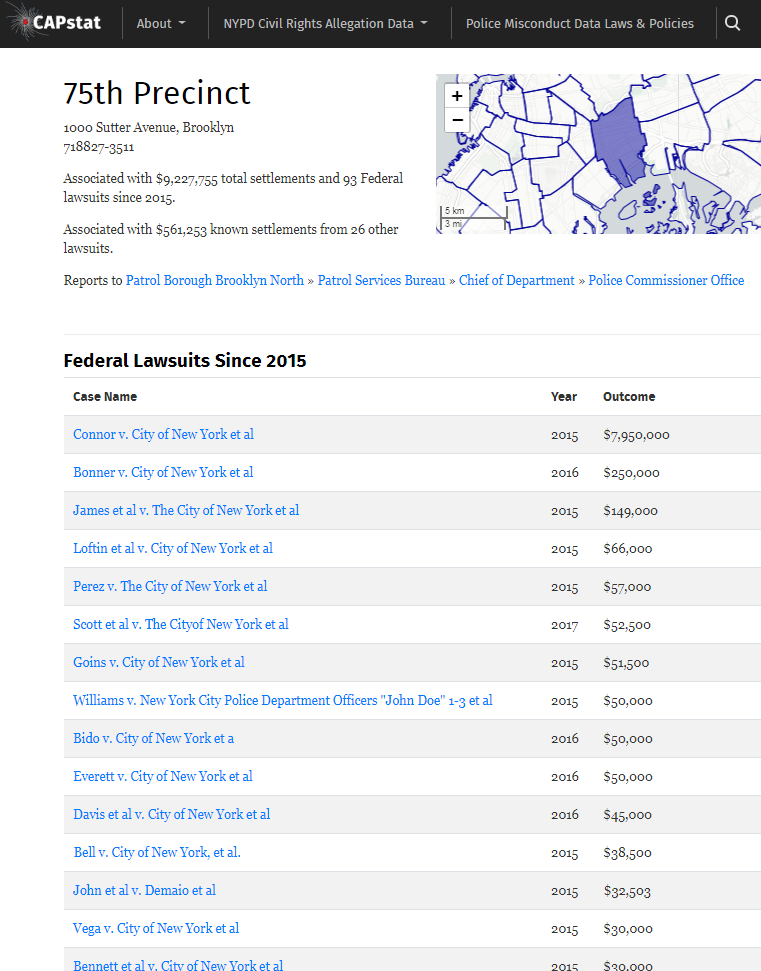 CAPstat
About
NYPD Civil Rights Allegation Data
Police Misconduct Data Laws & Policies
75th Precinct
1000 Sutter Avenue, Brooklyn
718827-3511
Associated with $9,227,755 total settlements and 93 Federal
lawsuits since 2015.
Associated with $561,253 known settlements from 26 other
lawsuits.
+
−
5 km
3 mi
Reports to Patrol Borough Brooklyn North » Patrol Services Bureau » Chief of Department » Police Commissioner Office
Federal Lawsuits Since 2015
Case Name Year Outcome
Connor v. City of New York et al 2015 $7,950,000
Bonner v. City of New York et al 2016 $250,000
James et al v. The City of New York et al 2015 $149,000
Loftin et al v. City of New York et al 2015 $66,000
Perez v. The City of New York et al 2015 $57,000
Scott et al v. The Cityof New York et al 2017 $52,500
Goins v. City of New York et al 2015 $51,500
Williams v. New York City Police Department Officers "John Doe" 1-3 et al 2015 $50,000
Bido v. City of New York et a 2016 $50,000
Everett v. City of New York et al 2016 $50,000
Davis et al v. City of New York et al 2016 $45,000
Bell v. City of New York, et al. 2015 $38,500
John et al v. Demaio et al 2015 $32,503
Vega v. City of New York et al 2015 $30,000
Bennett et al v. City of New York et al 2015 $30,000